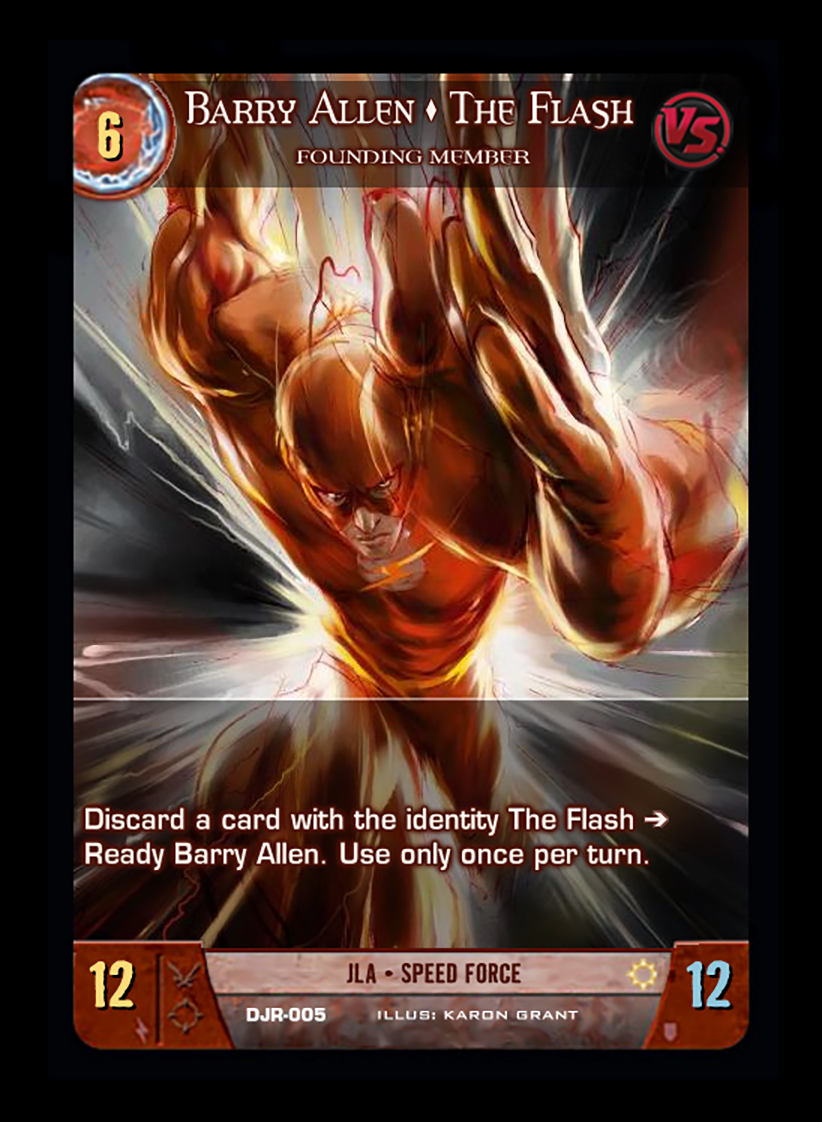 6
Barry Allen ♦ The Flash
VS.
FOUNDING MEMBER
Discard a card with the identity The Flash ➔
Ready Barry Allen. Use only once per turn.
12
JLA • SPEED FORCE
12
DJR-005 ILLUS: KARON GRANT